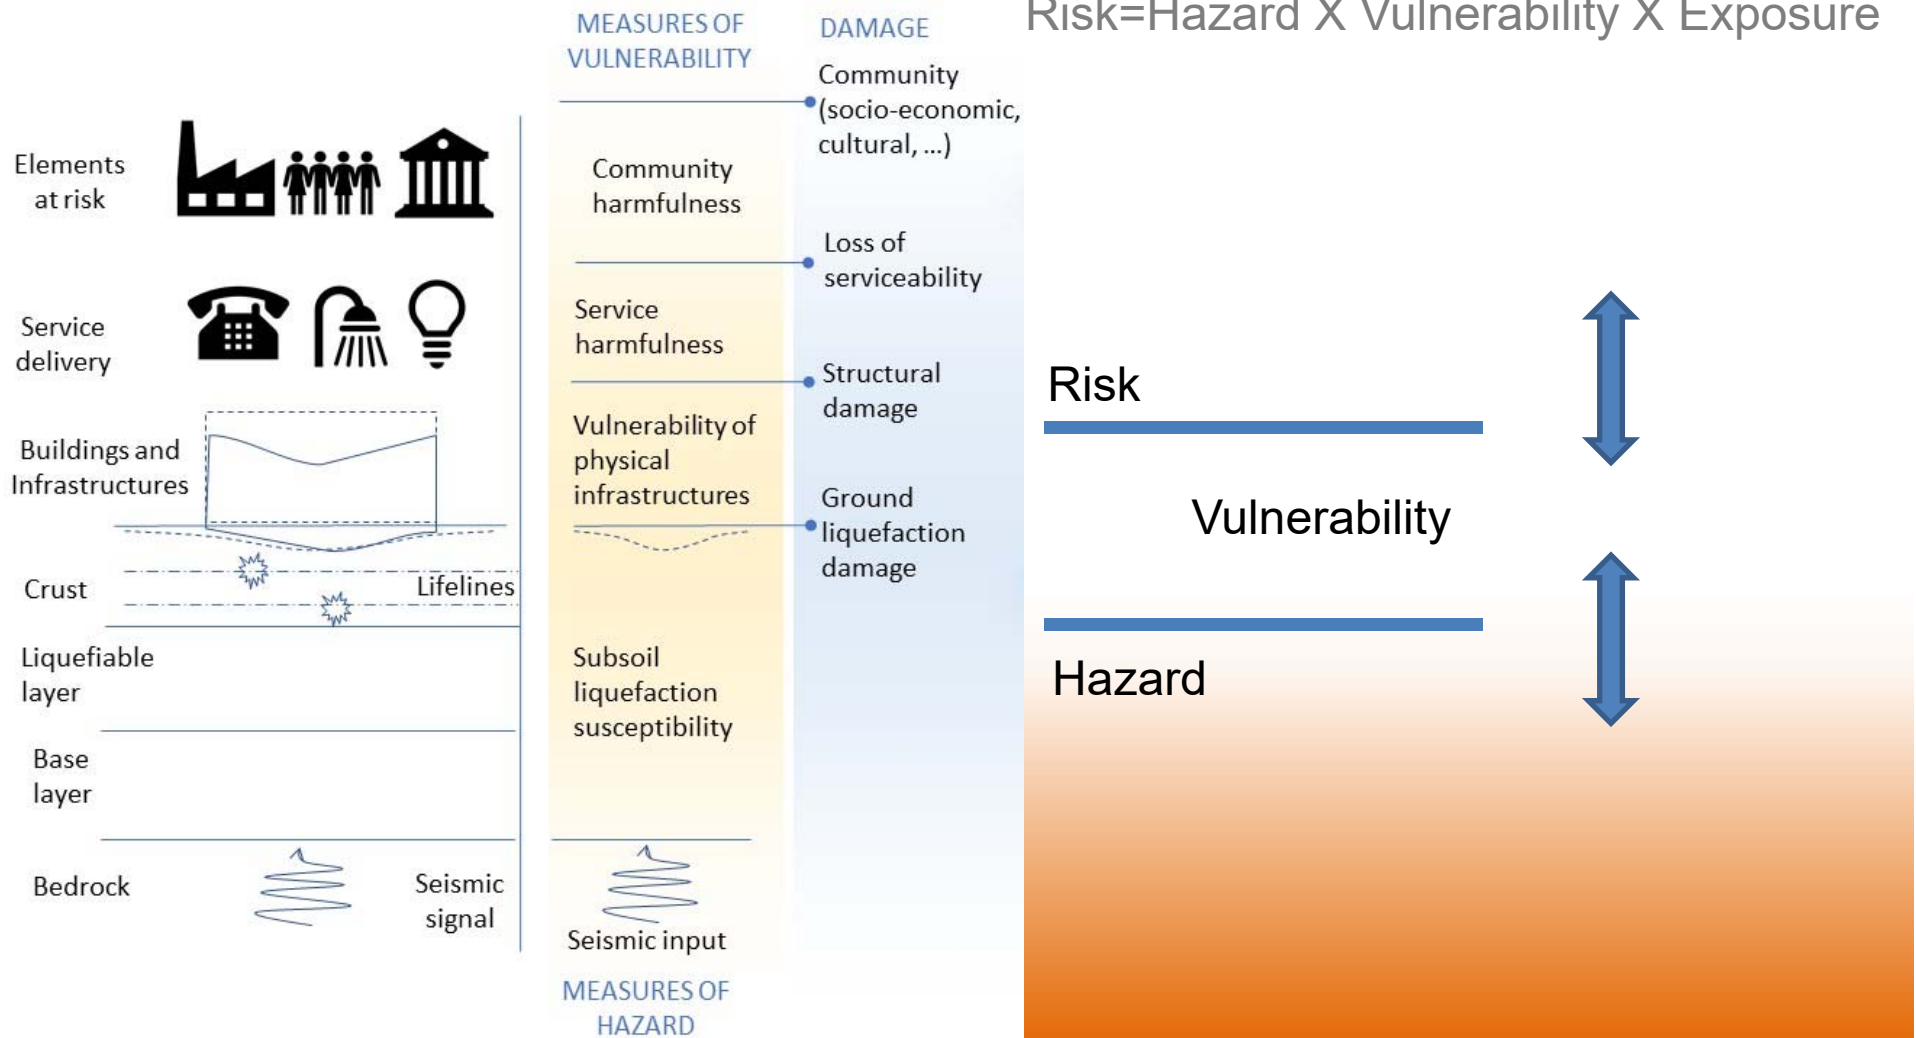 Risk=Hazard X Vulnerability X Exposure
MEASURES OF
VULNERABILITY
DAMAGE
Community
(socio-economic,
cultural, ...)
Elements
at risk
Community
harmfulness
Loss of
serviceability
Service
delivery
Service
harmfulness
Structural
damage
Buildings and
Infrastructures
Vulnerability of
physical
infrastructures
Ground
liquefaction
damage
Crust
Lifelines
Liquefiable
layer
Subsoil
liquefaction
susceptibility
Base
layer
Bedrock
Seismic
signal
Seismic input
MEASURES OF
HAZARD
Risk
Vulnerability
Hazard